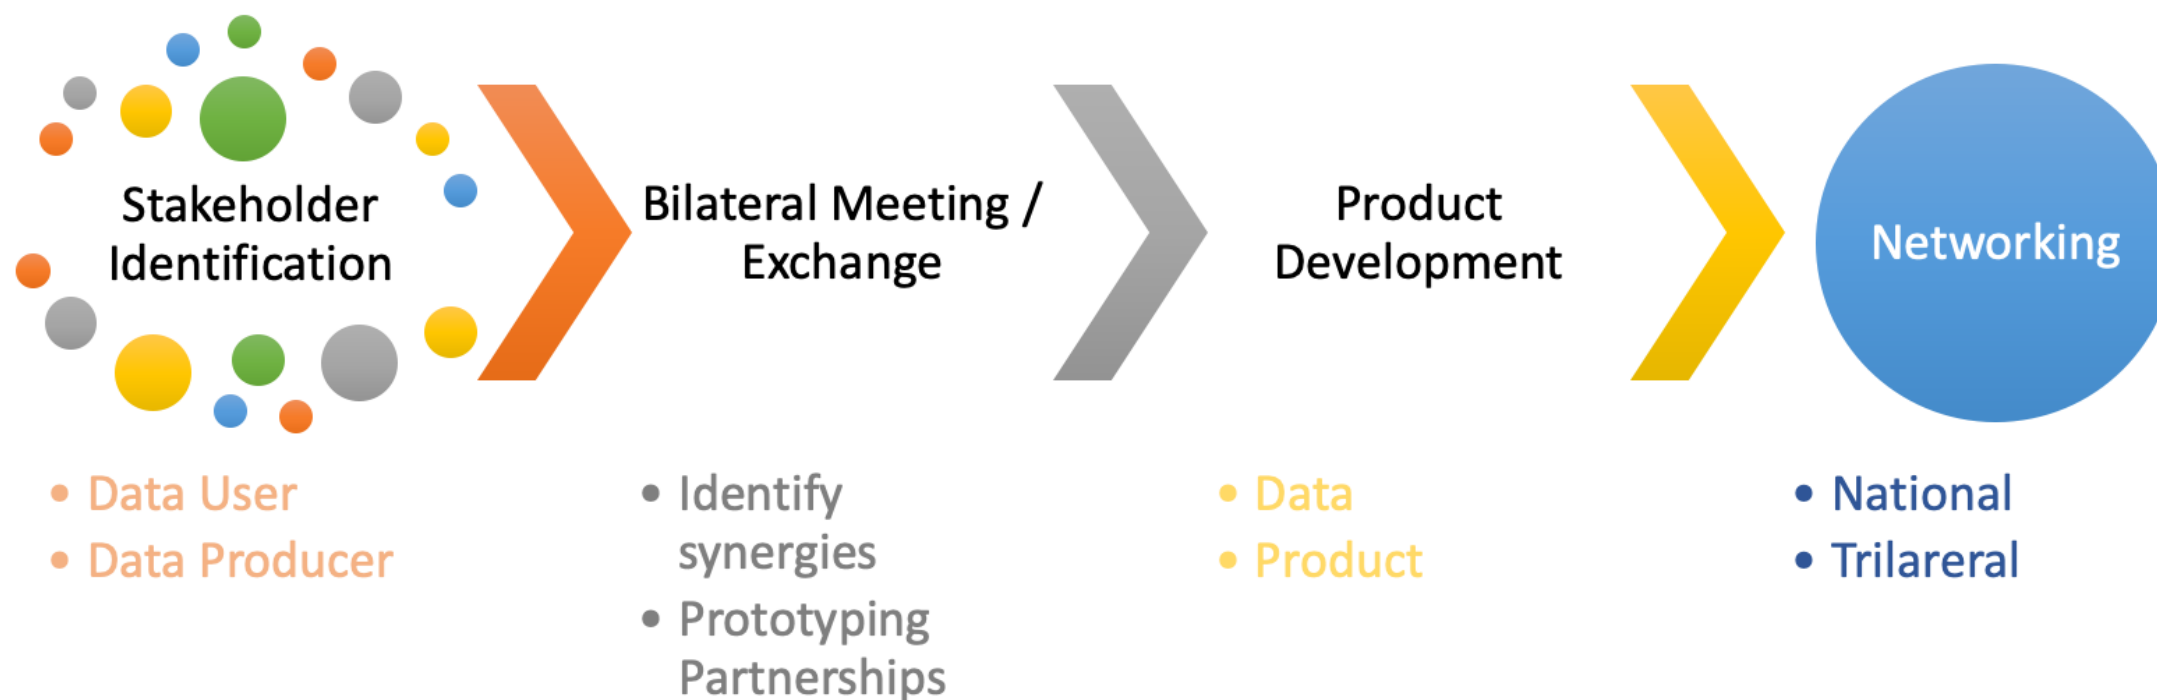 Stakeholder
Identification
Bilateral Meeting /
Exchange
Product
Development
Networking
• Data User
• Data Producer
• Identify
synergies
• Prototyping
Partnerships
• Data
• Product
• National
• Trilareral